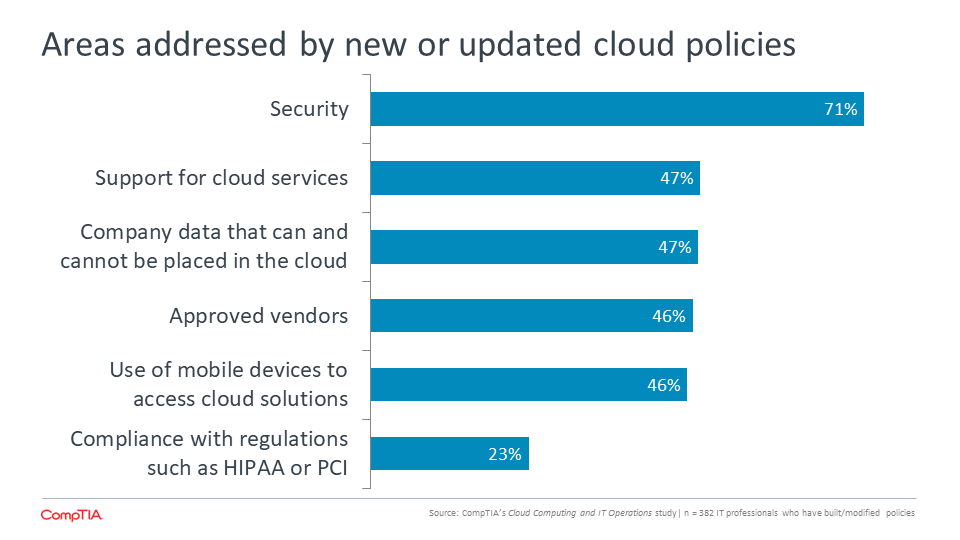 Areas addressed by new or updated cloud policies
Security
71%
Support for cloud services
47%
Company data that can and
cannot be placed in the cloud
47%
Approved vendors
46%
Use of mobile devices to
access cloud solutions
46%
Compliance with regulations
such as HIPAA or PCI
23%
CompTIA
Source: CompTIA's Cloud Computing and IT Operations study | n = 382 IT professionals who have built/modified policies